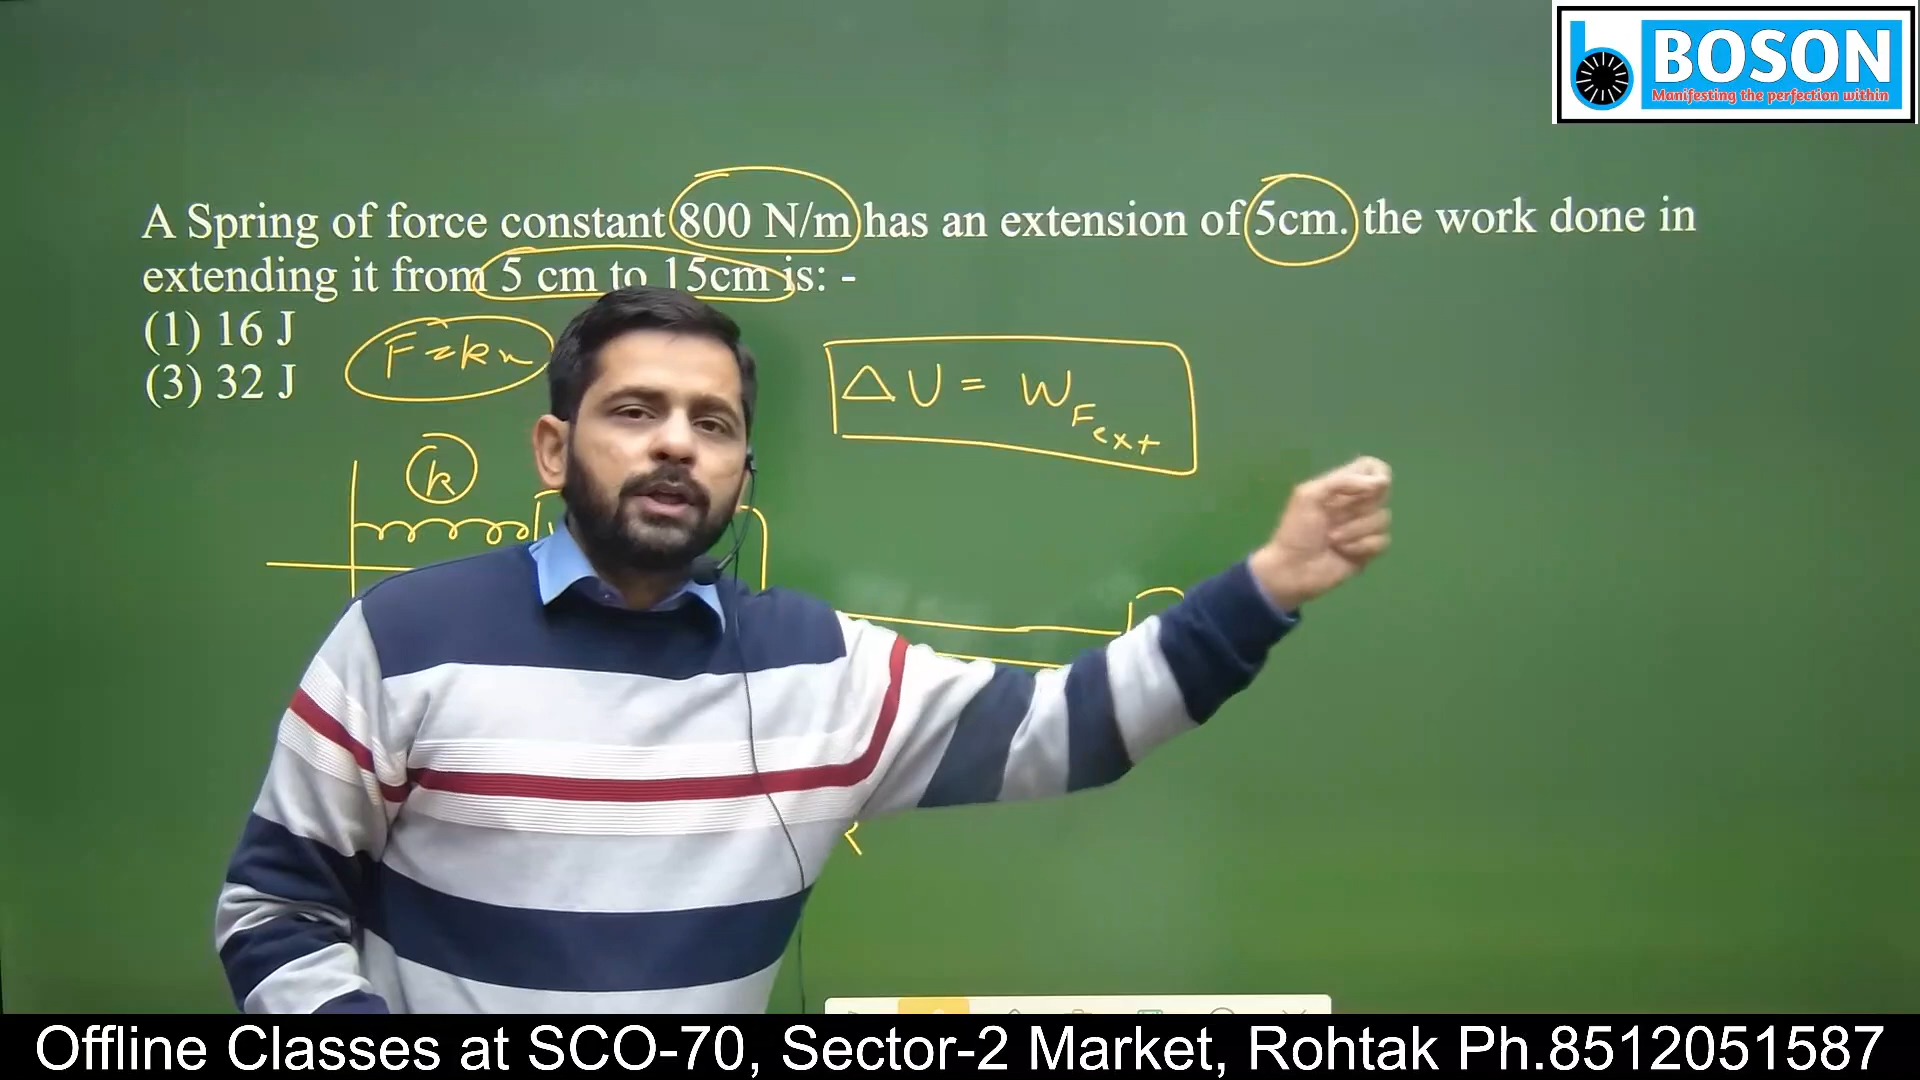 BOSON
Manifesting the perfection within
A Spring of force constant 800 N/m has an extension of 5cm. the work done in
extending it from 5 cm to 15cm is: -
(1) 16 J
(3) 32 J
F = kx
ΔU = W F ext
k
Offline Classes at SCO-70, Sector-2 Market, Rohtak Ph.8512051587